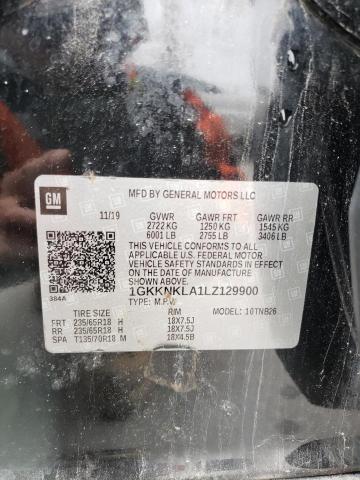 GM
MFD BY GENERAL MOTORS LLC
11/19 GVWR GAWR FRT GAWR RR
2722 KG 1250 KG 1545 KG
6001 LB 2755 LB 3406 LB
THIS VEHICLE CONFORMS TO ALL
APPLICABLE U.S. FEDERAL MOTOR
VEHICLE SAFETY STANDARDS IN EFFECT
ON THE DATE OF MANUFACTURE
SHOWN ABOVE.
384A
1GKKNKLA1LZ129900
TYPE: M.P.V. MODEL: 10TNB26
TIRE SIZE RIM
FRT 235/65R18 H 18X7.5J
RR 235/65R18 H 18X7.5J
SPA T135/70R18 M 18X4.5B